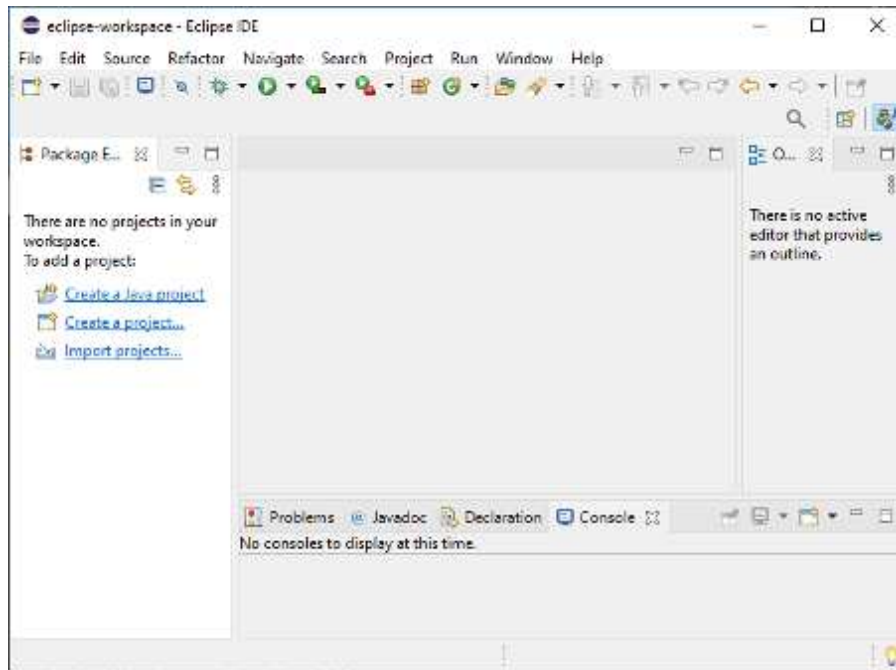 eclipse-workspace - Eclipse IDE
File Edit Source Refactor Navigate Search Project Run Window Help
Package E...
O...
There are no projects in your
workspace.
To add a project:
Create a Java project
Create a project...
Import projects...
There is no active
editor that provides
an outline.
Problems Javadoc Declaration Console
No consoles to display at this time.